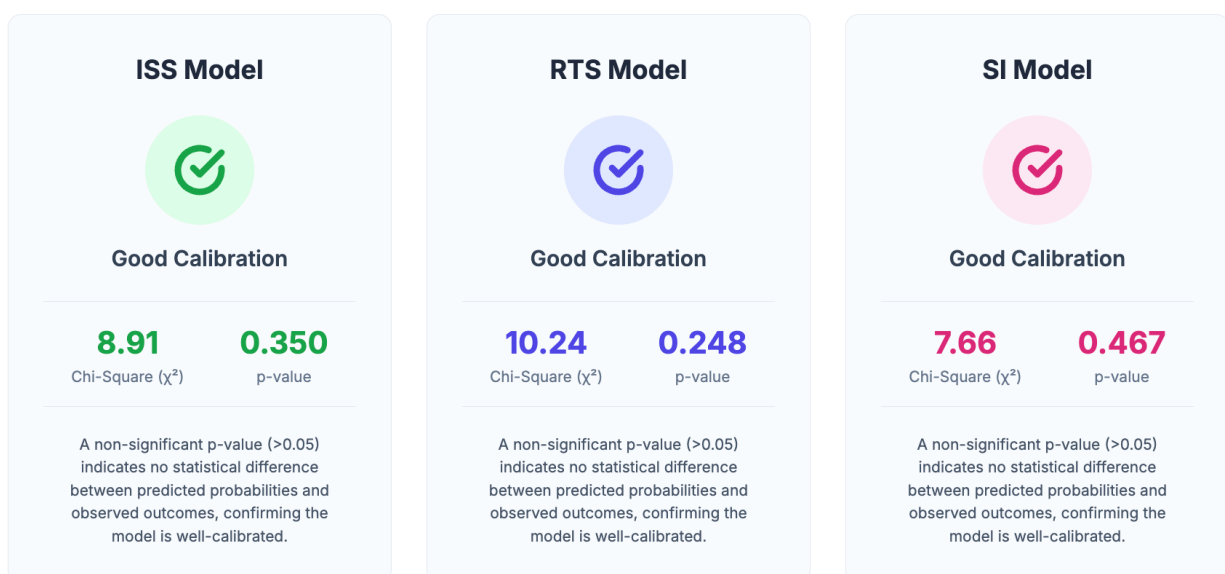 ISS Model
Good Calibration
8.91 0.350
Chi-Square (χ²) p-value
A non-significant p-value (>0.05)
indicates no statistical difference
between predicted probabilities and
observed outcomes, confirming the
model is well-calibrated.
RTS Model
Good Calibration
10.24 0.248
Chi-Square (χ²) p-value
A non-significant p-value (>0.05)
indicates no statistical difference
between predicted probabilities and
observed outcomes, confirming the
model is well-calibrated.
SI Model
Good Calibration
7.66 0.467
Chi-Square (χ²) p-value
A non-significant p-value (>0.05)
indicates no statistical difference
between predicted probabilities and
observed outcomes, confirming the
model is well-calibrated.